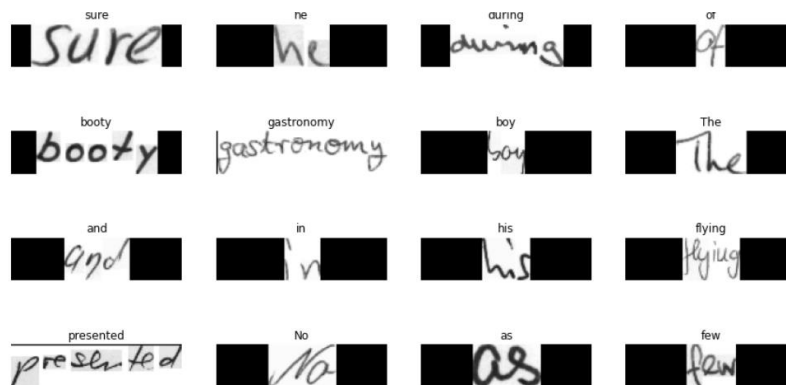 sure he during of
sure he during of
booty gastronomy boy The
booty gastronomy boy The
and in his flying
and in his flying
presented No as few
presented No as few